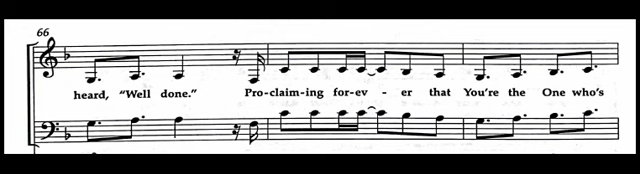 66
heard, "Well done." Pro-claim-ing for-ev - er that You're the One who's